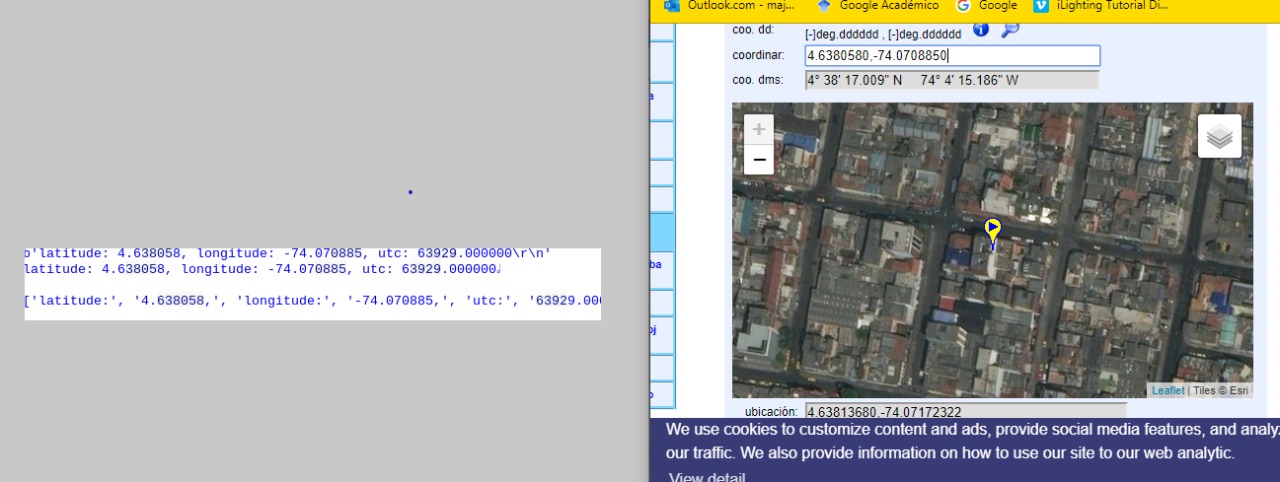 b'latitude: 4.638058, longitude: -74.070885, utc: 63929.000000\r\n'
latitude: 4.638058, longitude: -74.070885, utc: 63929.000000
['latitude:', '4.638058,', 'longitude:', '-74.070885,', 'utc:', '63929.00
Outlook.com - maj... Google Académico Google iLighting Tutorial Di...
coo. dd: [-]deg.dddddd , [-]deg.dddddd
coordinar: 4.6380580,-74.0708850
coo. dms: 4° 38' 17.009" N 74° 4' 15.186" W
a
ba
oj
+
−
Leaflet | Tiles © Esri
ubicación: 4.63813680,-74.07172322
We use cookies to customize content and ads, provide social media features, and analyz
our traffic. We also provide information on how to use our site to our web analytic.
View detail